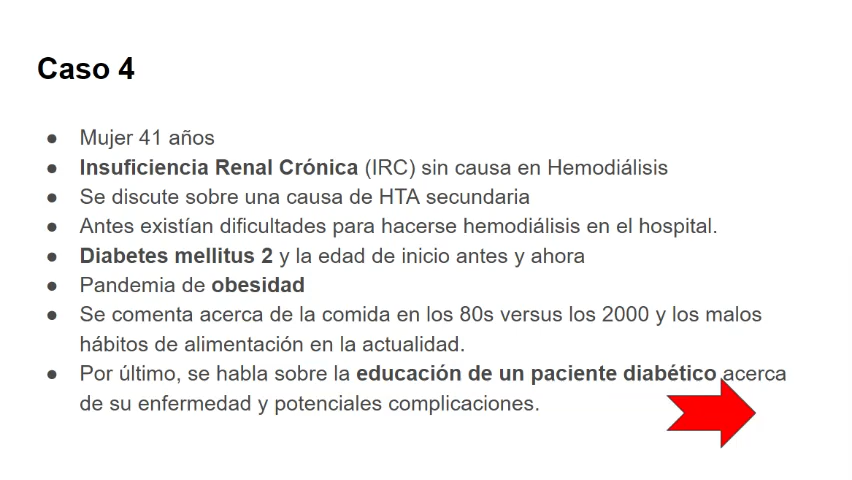 Caso 4
● Mujer 41 años
● Insuficiencia Renal Crónica (IRC) sin causa en Hemodiálisis
● Se discute sobre una causa de HTA secundaria
● Antes existían dificultades para hacerse hemodiálisis en el hospital.
● Diabetes mellitus 2 y la edad de inicio antes y ahora
● Pandemia de obesidad
● Se comenta acerca de la comida en los 80s versus los 2000 y los malos
hábitos de alimentación en la actualidad.
● Por último, se habla sobre la educación de un paciente diabético acerca
de su enfermedad y potenciales complicaciones.